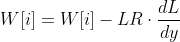 W[i] = W[i] − LR · dL/dy